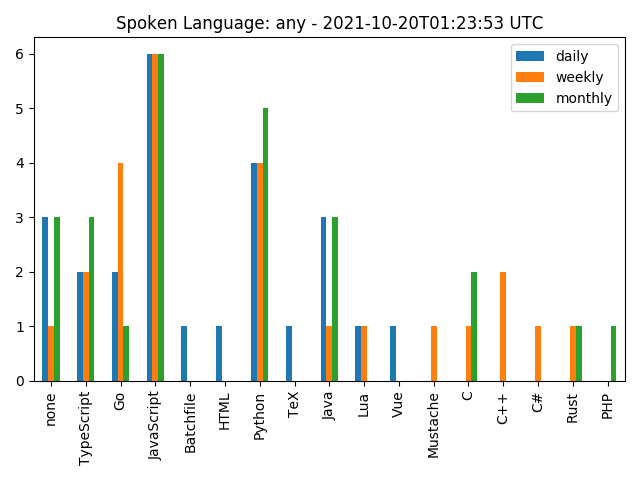 Spoken Language: any - 2021-10-20T01:23:53 UTC
daily
weekly
monthly
6
5
4
3
2
1
0
none
TypeScript
Go
JavaScript
Batchfile
HTML
Python
TeX
Java
Lua
Vue
Mustache
C
C++
C#
Rust
PHP